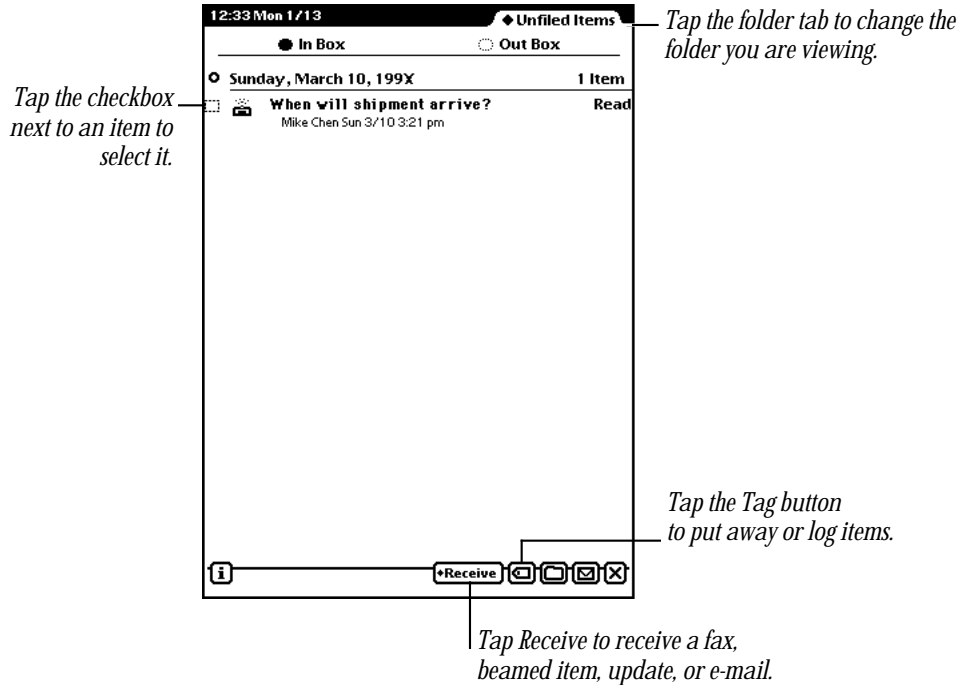 12:33 Mon 1/13
◆ Unfiled Items
Tap the folder tab to change the
folder you are viewing.
In Box
Out Box
Sunday, March 10, 199X
1 Item
Tap the checkbox
next to an item to
select it.
When will shipment arrive?
Read
Mike Chen Sun 3/10 3:21 pm
Tap the Tag button
to put away or log items.
i
◆Receive
X
Tap Receive to receive a fax,
beamed item, update, or e-mail.